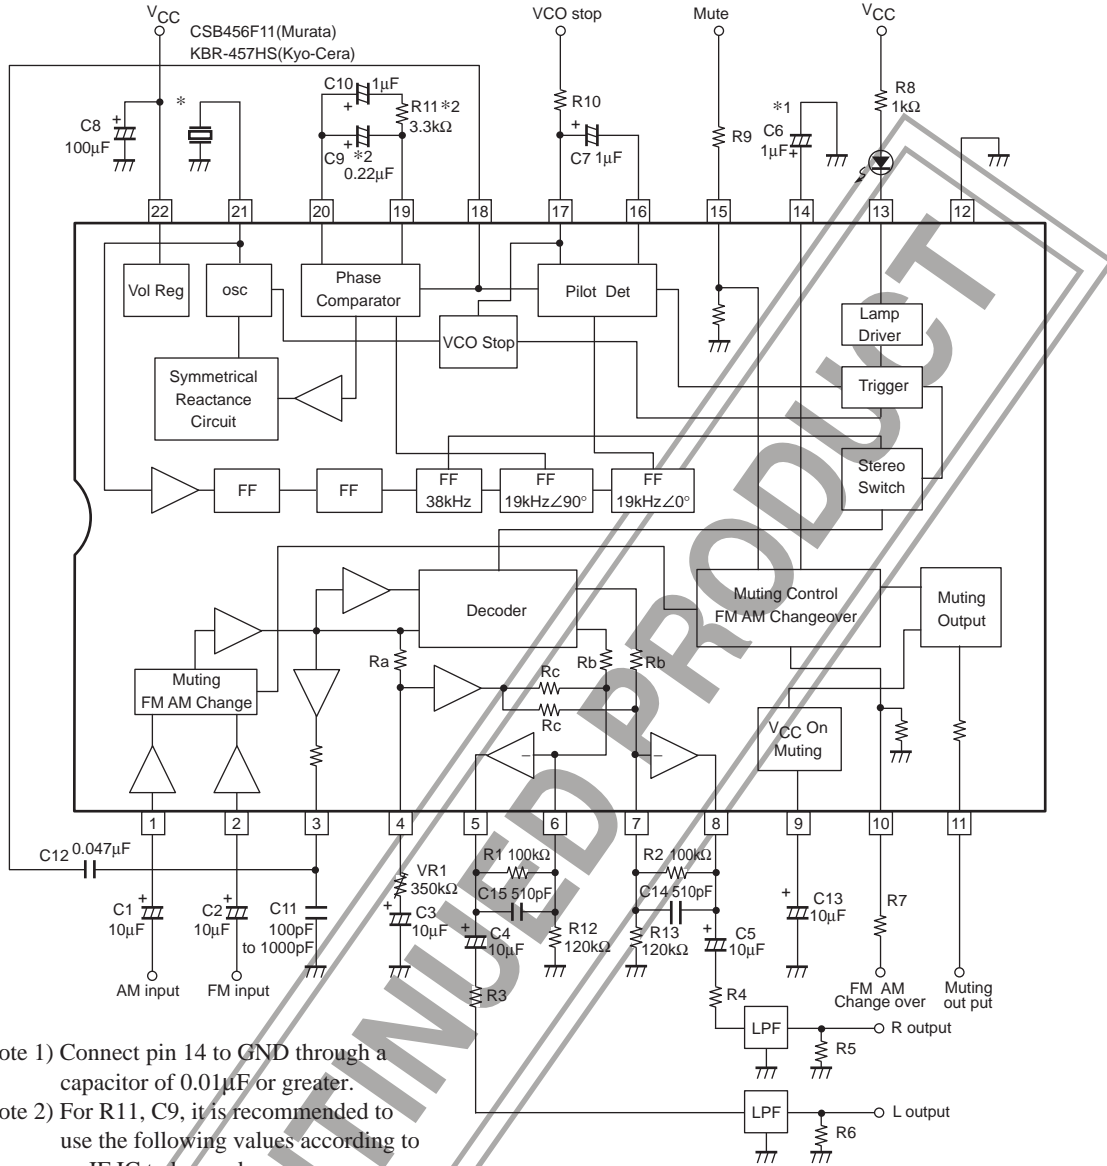 VCC
CSB456F11(Murata)
KBR-457HS(Kyo-Cera)
VCO stop
Mute
VCC
C8
100μF
+
*
C10 1μF
+
R11 *2
3.3kΩ
+
C9 *2
0.22μF
R10
+
C7 1μF
R9
*1
C6
1μF
+
R8
1kΩ
22
21
20
19
18
17
16
15
14
13
12
Vol Reg
osc
Phase
Comparator
Pilot Det
VCO Stop
Lamp
Driver
Symmetrical
Reactance
Circuit
Trigger
Stereo
Switch
FF
FF
FF
38kHz
FF
19kHz∠90°
FF
19kHz∠0°
Decoder
Muting Control
FM AM Changeover
Muting
Output
Muting
FM AM Change
Ra
Rb
Rb
Rc
Rc
VCC On
Muting
−
−
1
2
3
4
5
6
7
8
9
10
11
C12 0.047μF
+
C1
10μF
+
C2
10μF
C11
100pF
to 1000pF
VR1
350kΩ
+
C3
10μF
R1 100kΩ
C15 510pF
+
C4
10μF
R12
120kΩ
R2 100kΩ
C14 510pF
R13
120kΩ
+
C5
10μF
+
C13
10μF
R7
AM input
FM input
R3
R4
FM AM
Change over
Muting
out put
LPF
R output
R5
LPF
L output
R6
ote 1) Connect pin 14 to GND through a
capacitor of 0.01μF or greater.
ote 2) For R11, C9, it is recommended to
use the following values according to
TINUED PRODUCT